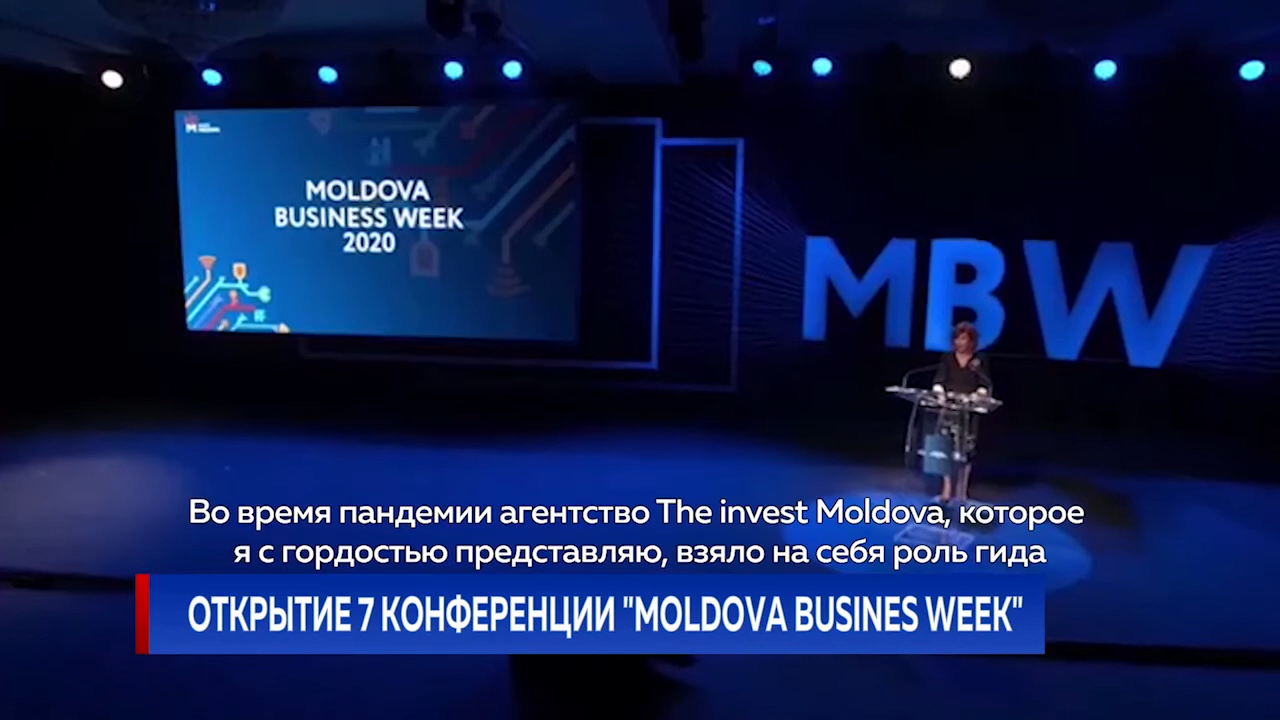 MOLDOVA
BUSINESS WEEK
2020
MBW
Во время пандемии агентство The invest Moldova, которое
я с гордостью представляю, взяло на себя роль гида
ОТКРЫТИЕ 7 КОНФЕРЕНЦИИ "MOLDOVA BUSINES WEEK"